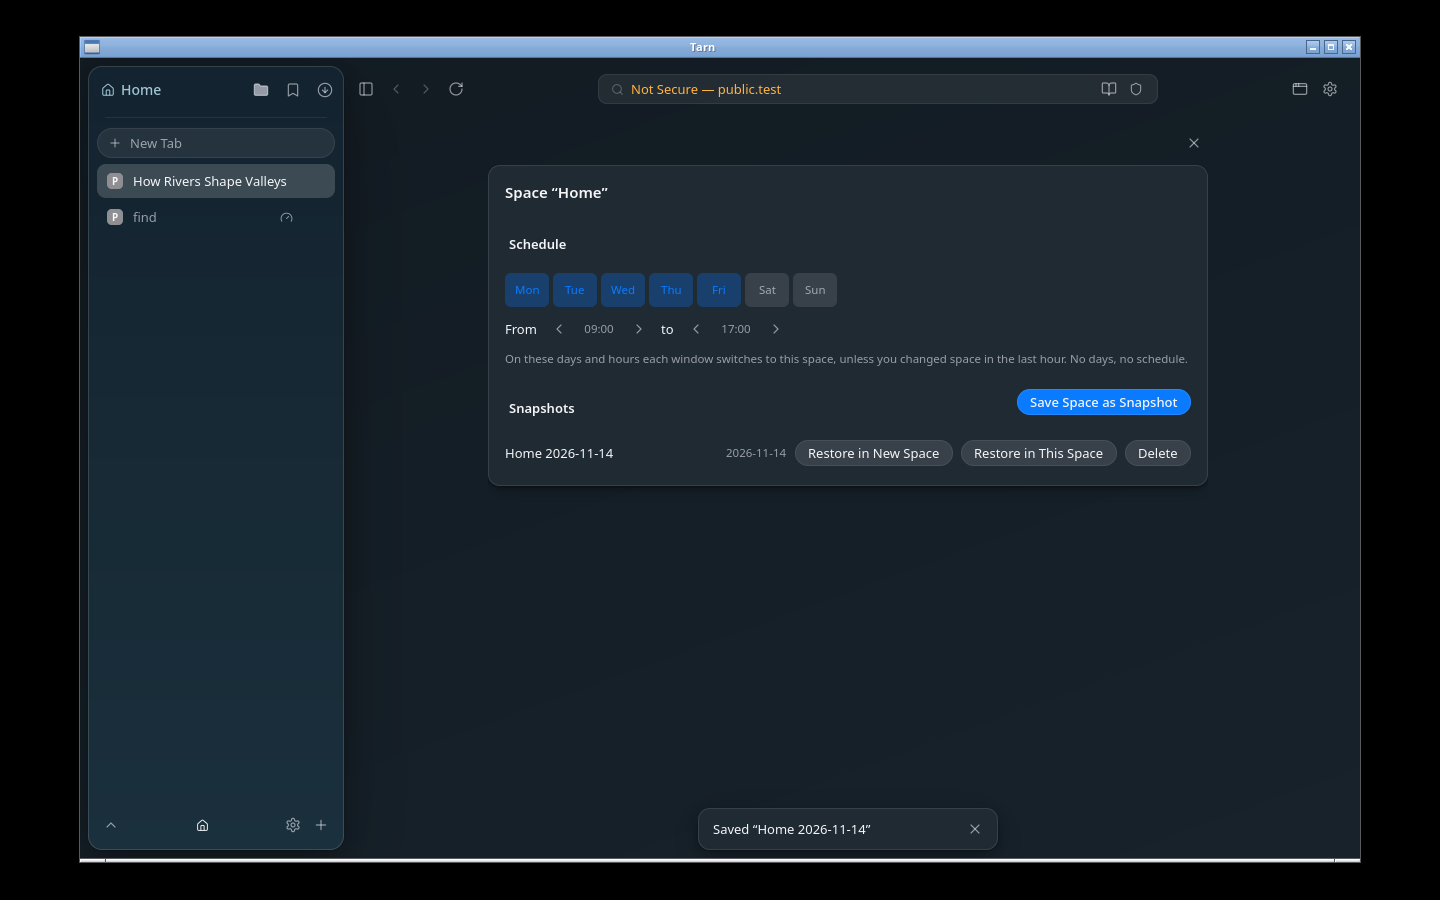 Tarn
Home
Not Secure — public.test
New Tab
P How Rivers Shape Valleys
P find
Space “Home”
Schedule
Mon Tue Wed Thu Fri Sat Sun
From 09:00 to 17:00
On these days and hours each window switches to this space, unless you changed space in the last hour. No days, no schedule.
Snapshots
Save Space as Snapshot
Home 2026-11-14 2026-11-14 Restore in New Space Restore in This Space Delete
Saved “Home 2026-11-14”